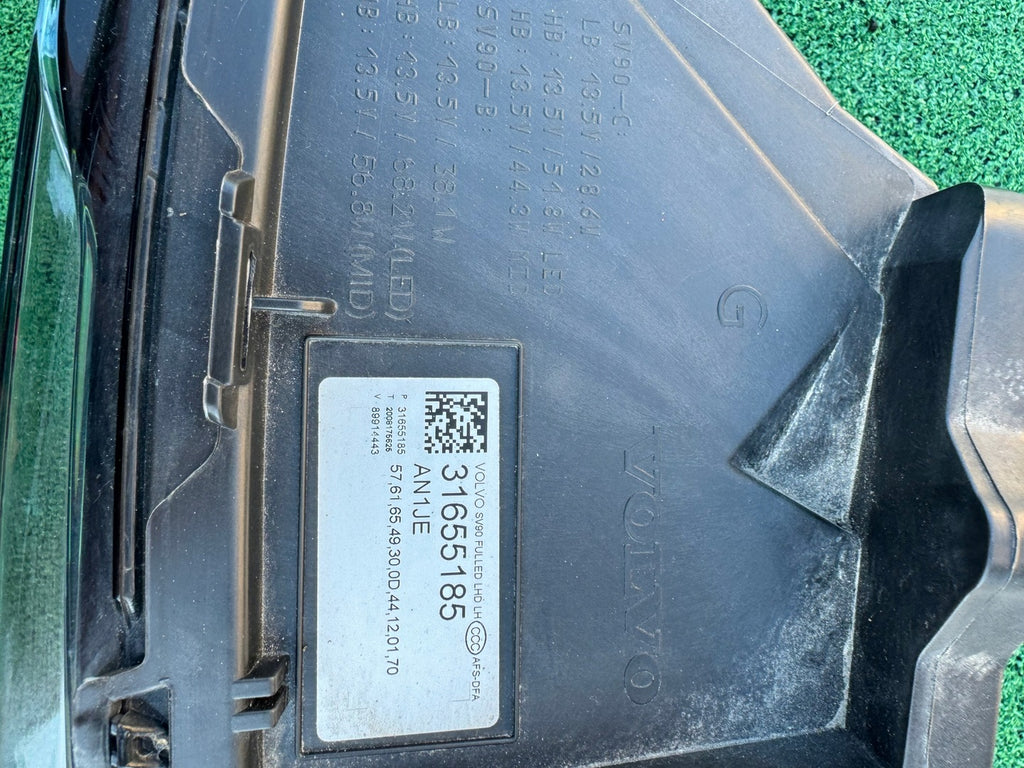 SV90-C:
LB:13.5V/28.6W
HB:13.5V/51.8W LED
HB:13.5V/44.3W MID
SV90-B:
LB:13.5V/38.1W
HB:13.5V/68.2W(LED)
HB:13.5V/56.8W(MID)
G
VOLVO
VOLVO SV90 FULLED LHD LH CCC AFS-DFA
31655185
AN1JE
57,61,65,49,30,0D,44,12,01,70
P 31655185
T 2008175625
V 89914443